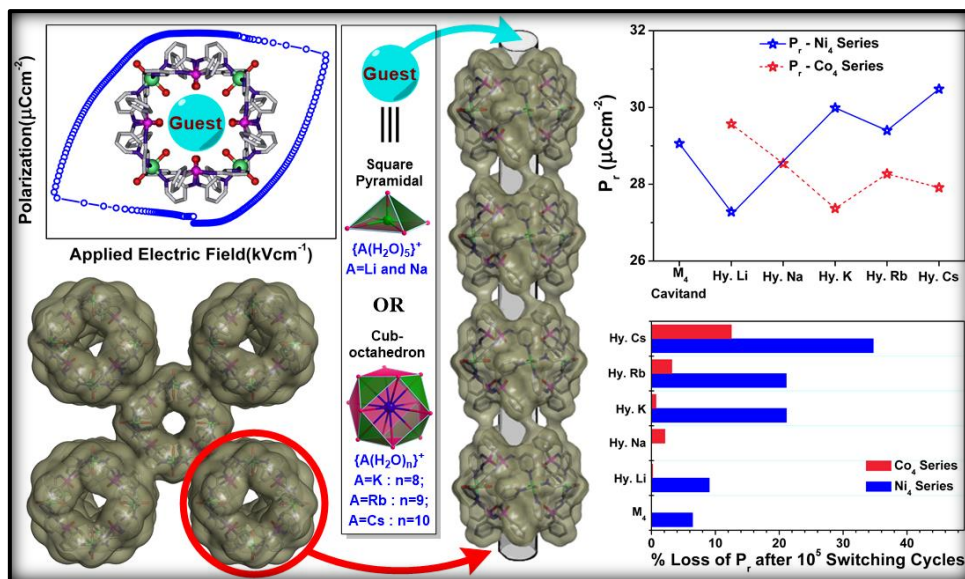 Polarization(μCcm-2)
Guest
Applied Electric Field(kVcm-1)
Guest
Square
Pyramidal
{A(H2O)5}+
A=Li and Na
OR
Cub-
octahedron
{A(H2O)n}+
A=K : n=8;
A=Rb : n=9;
A=Cs : n=10
32
30
28
26
Pr (μCcm-2)
Pr - Ni4 Series
Pr - Co4 Series
M4
Cavitand
Hy. Li
Hy. Na
Hy. K
Hy. Rb
Hy. Cs
Hy. Cs
Hy. Rb
Hy. K
Hy. Na
Hy. Li
M4
Co4 Series
Ni4 Series
0 10 20 30 40
% Loss of Pr after 10^5 Switching Cycles